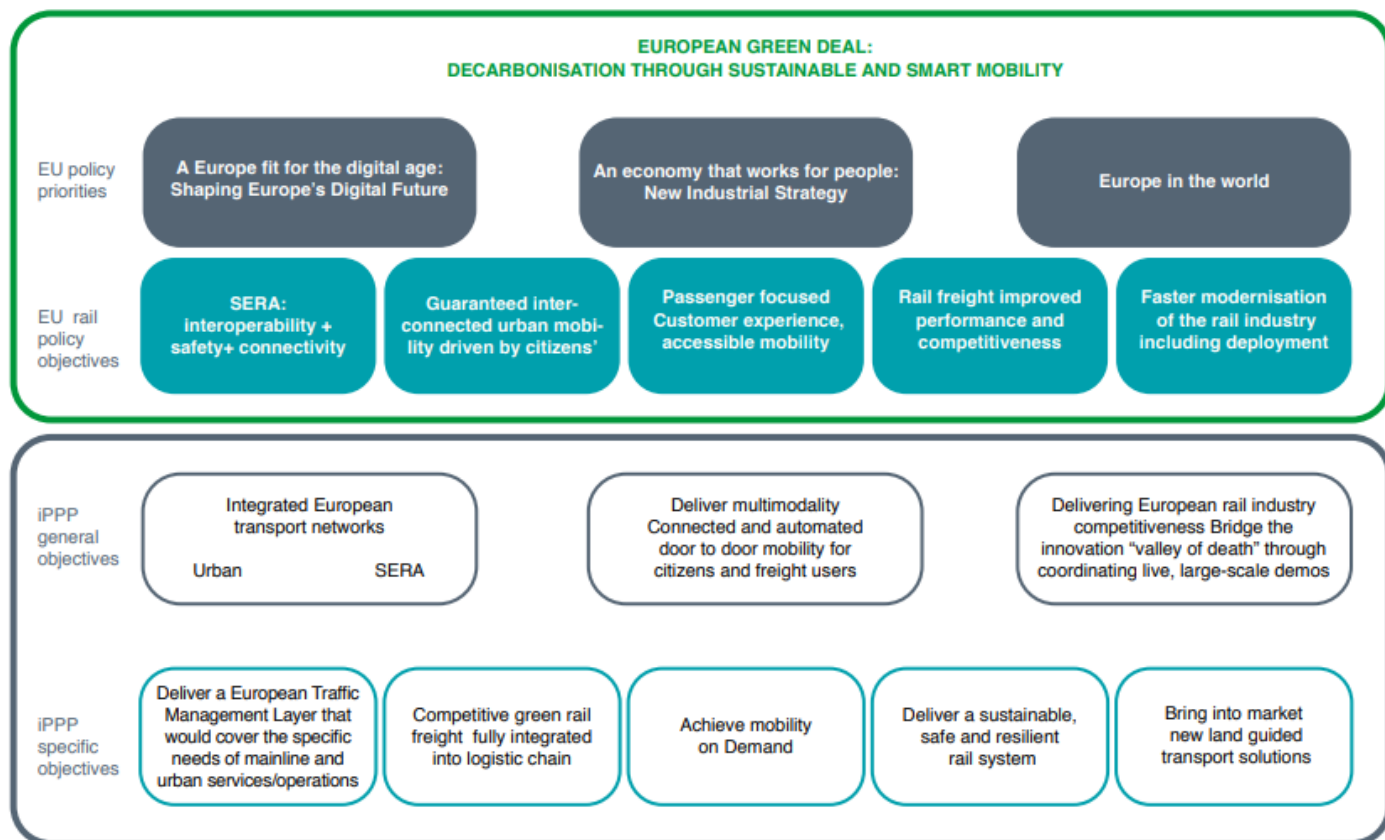 EUROPEAN GREEN DEAL:
DECARBONISATION THROUGH SUSTAINABLE AND SMART MOBILITY
EU policy
priorities
A Europe fit for the digital age:
Shaping Europe's Digital Future
An economy that works for people:
New Industrial Strategy
Europe in the world
EU rail
policy
objectives
SERA:
interoperability +
safety+ connectivity
Guaranteed inter-
connected urban mobi-
lity driven by citizens'
Passenger focused
Customer experience,
accessible mobility
Rail freight improved
performance and
competitiveness
Faster modernisation
of the rail industry
including deployment
iPPP
general
objectives
Integrated European
transport networks
Urban SERA
Deliver multimodality
Connected and automated
door to door mobility for
citizens and freight users
Delivering European rail industry
competitiveness Bridge the
innovation “valley of death” through
coordinating live, large-scale demos
iPPP
specific
objectives
Deliver a European Traffic
Management Layer that
would cover the specific
needs of mainline and
urban services/operations
Competitive green rail
freight fully integrated
into logistic chain
Achieve mobility
on Demand
Deliver a sustainable,
safe and resilient
rail system
Bring into market
new land guided
transport solutions